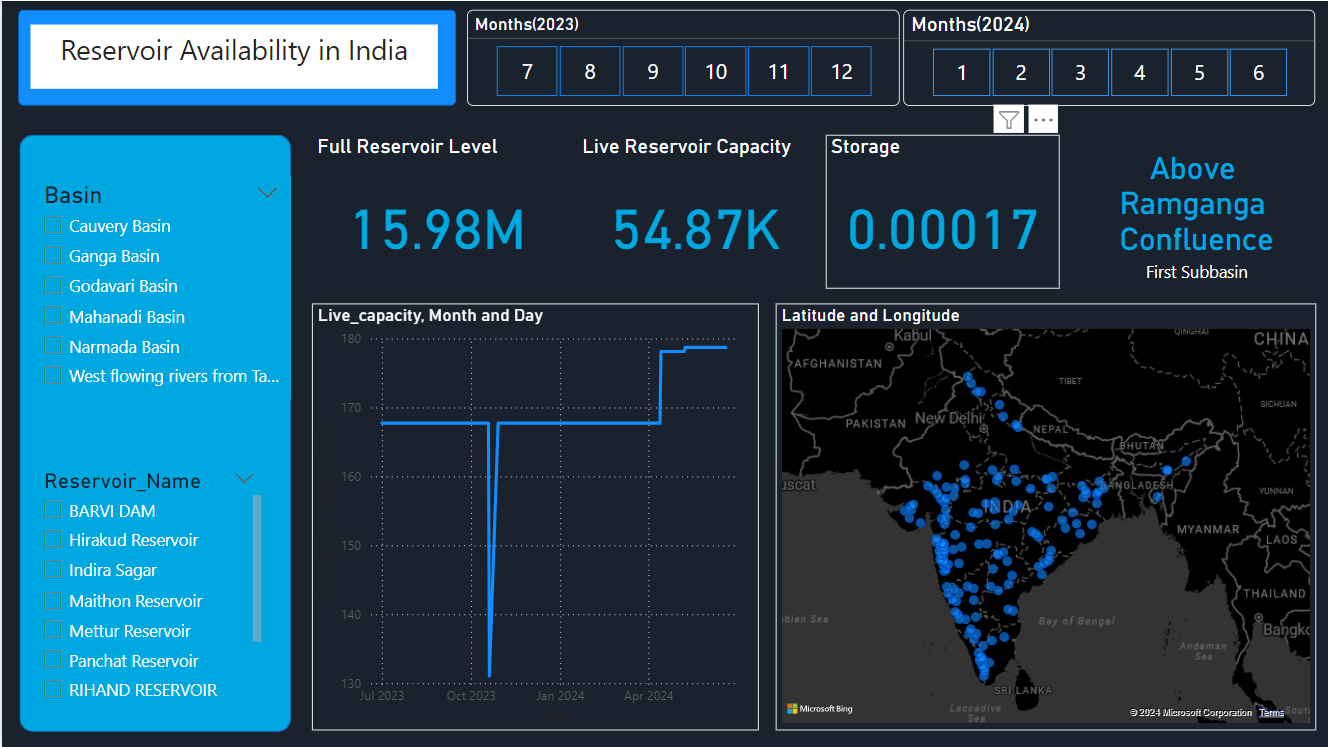 Reservoir Availability in India
Months(2023)
7 8 9 10 11 12
Months(2024)
1 2 3 4 5 6
Basin
Cauvery Basin
Ganga Basin
Godavari Basin
Mahanadi Basin
Narmada Basin
West flowing rivers from Ta...
Reservoir_Name
BARVI DAM
Hirakud Reservoir
Indira Sagar
Maithon Reservoir
Mettur Reservoir
Panchat Reservoir
RIHAND RESERVOIR
Full Reservoir Level
15.98M
Live Reservoir Capacity
54.87K
Storage
0.00017
Above
Ramganga
Confluence
First Subbasin
Live_capacity, Month and Day
180
170
160
150
140
130
Jul 2023 Oct 2023 Jan 2024 Apr 2024
Latitude and Longitude
QINGHAI
Kabul
CHINA
AFGHANISTAN
TIBET
SICHUAN
New Delhi
PAKISTAN
NEPAL
BHUTAN
uscat
BANGLADESH
YUNNAN
INDIA
MYANMAR
LAOS
THAILAND
bian Sea
Bay of Bengal
Bangko
Andaman
Sea
SRI LANKA
Laccadive
Sea
Microsoft Bing
© 2024 Microsoft Corporation Terms